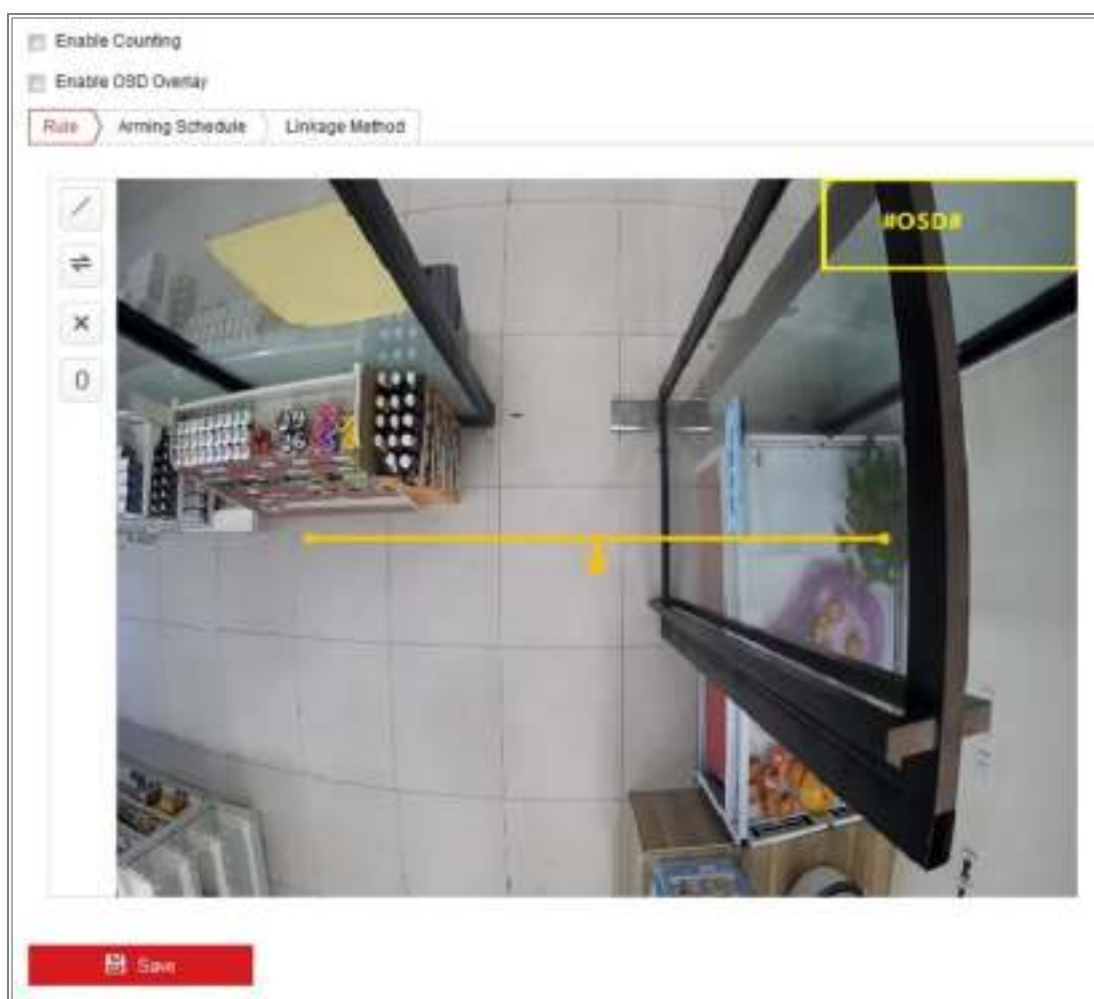 Enable Counting
Enable OSD Overlay
Rule Arming Schedule Linkage Method
#OSD#
0
Save